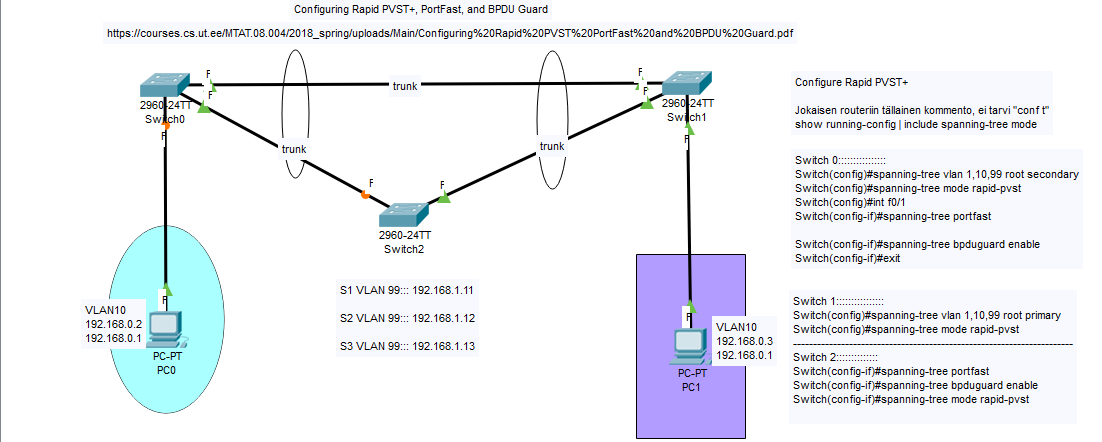 Configuring Rapid PVST+, PortFast, and BPDU Guard
https://courses.cs.ut.ee/MTAT.08.004/2018_spring/uploads/Main/Configuring%20Rapid%20PVST%20PortFast%20and%20BPDU%20Guard.pdf
F
F
2960-24TT
Switch0
F
trunk
F
F
2960-24TT
Switch1
F
trunk
trunk
F
F
2960-24TT
Switch2
VLAN10
192.168.0.2
192.168.0.1
F
PC-PT
PC0
S1 VLAN 99::: 192.168.1.11
S2 VLAN 99::: 192.168.1.12
S3 VLAN 99::: 192.168.1.13
F
VLAN10
192.168.0.3
192.168.0.1
PC-PT
PC1
Configure Rapid PVST+
Jokaisen routeriin tällainen kommento, ei tarvi "conf t"
show running-config | include spanning-tree mode
Switch 0::::::::::::::::
Switch(config)#spanning-tree vlan 1,10,99 root secondary
Switch(config)#spanning-tree mode rapid-pvst
Switch(config)#int f0/1
Switch(config-if)#spanning-tree portfast
Switch(config-if)#spanning-tree bpduguard enable
Switch(config-if)#exit
Switch 1::::::::::::::::
Switch(config)#spanning-tree vlan 1,10,99 root primary
Switch(config)#spanning-tree mode rapid-pvst
Switch 2::::::::::::::
Switch(config-if)#spanning-tree portfast
Switch(config-if)#spanning-tree bpduguard enable
Switch(config-if)#spanning-tree mode rapid-pvst